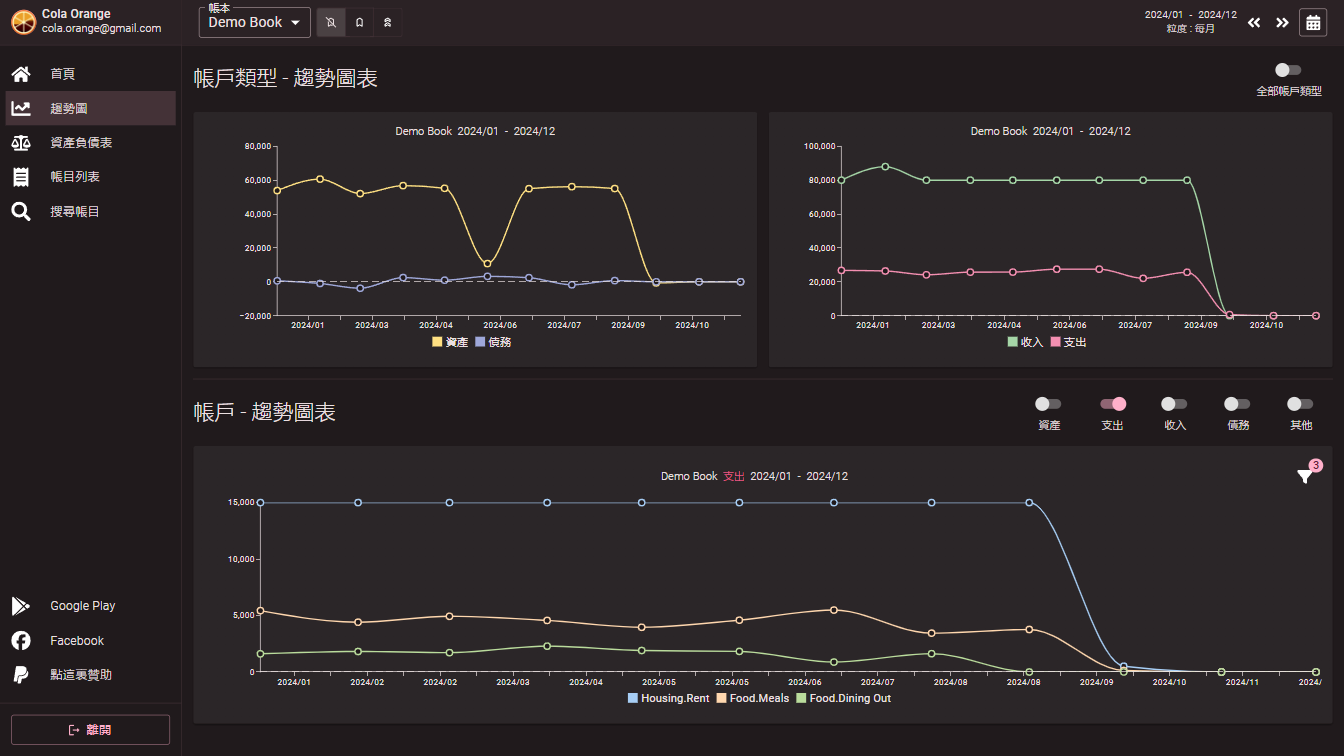 Cola Orange
cola.orange@gmail.com
帳本
Demo Book
2024/01 - 2024/12
粒度 : 每月
首頁
趨勢圖
資產負債表
帳目列表
搜尋帳目
Google Play
Facebook
點這裏贊助
離開
帳戶類型 - 趨勢圖表
全部帳戶類型
Demo Book 2024/01 - 2024/12
80,000
60,000
40,000
20,000
0
-20,000
2024/01 2024/03 2024/04 2024/06 2024/07 2024/09 2024/10
資產 債務
Demo Book 2024/01 - 2024/12
100,000
80,000
60,000
40,000
20,000
0
2024/01 2024/03 2024/04 2024/06 2024/07 2024/09 2024/10
收入 支出
帳戶 - 趨勢圖表
資產 支出 收入 債務 其他
3
Demo Book 支出 2024/01 - 2024/12
15,000
10,000
5,000
0
2024/01 2024/02 2024/02 2024/03 2024/04 2024/05 2024/05 2024/06 2024/07 2024/08 2024/09 2024/09 2024/10 2024/11 2024/
Housing.Rent Food.Meals Food.Dining Out